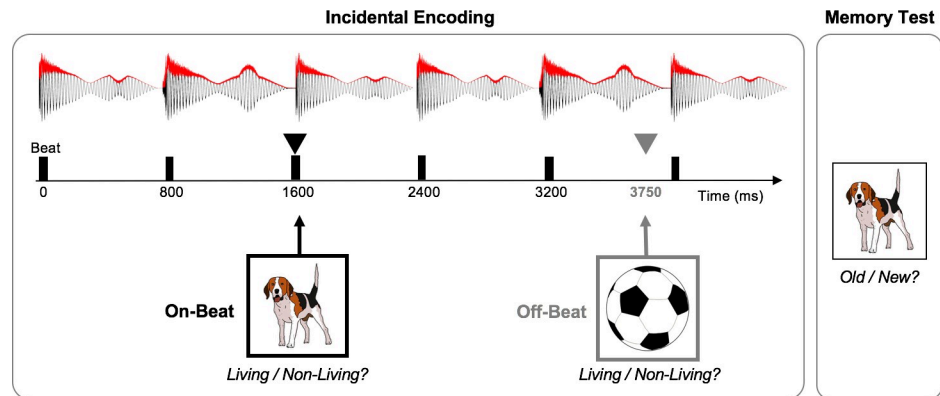 Incidental Encoding
Memory Test
Beat
0 800 1600 2400 3200 3750 Time (ms)
On-Beat
Off-Beat
Living / Non-Living?
Living / Non-Living?
Old / New?